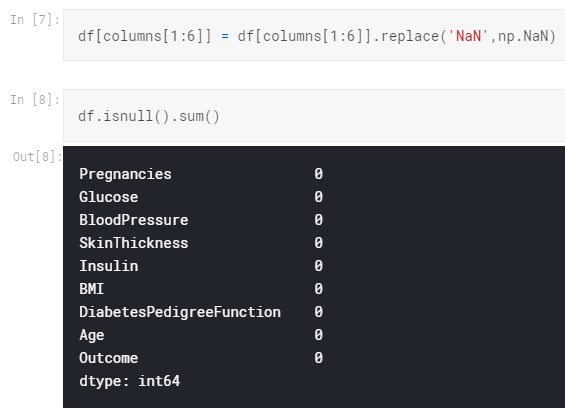 In [7]:
df[columns[1:6]] = df[columns[1:6]].replace('NaN',np.NaN)
In [8]:
df.isnull().sum()
Out[8]:
Pregnancies 0
Glucose 0
BloodPressure 0
SkinThickness 0
Insulin 0
BMI 0
DiabetesPedigreeFunction 0
Age 0
Outcome 0
dtype: int64